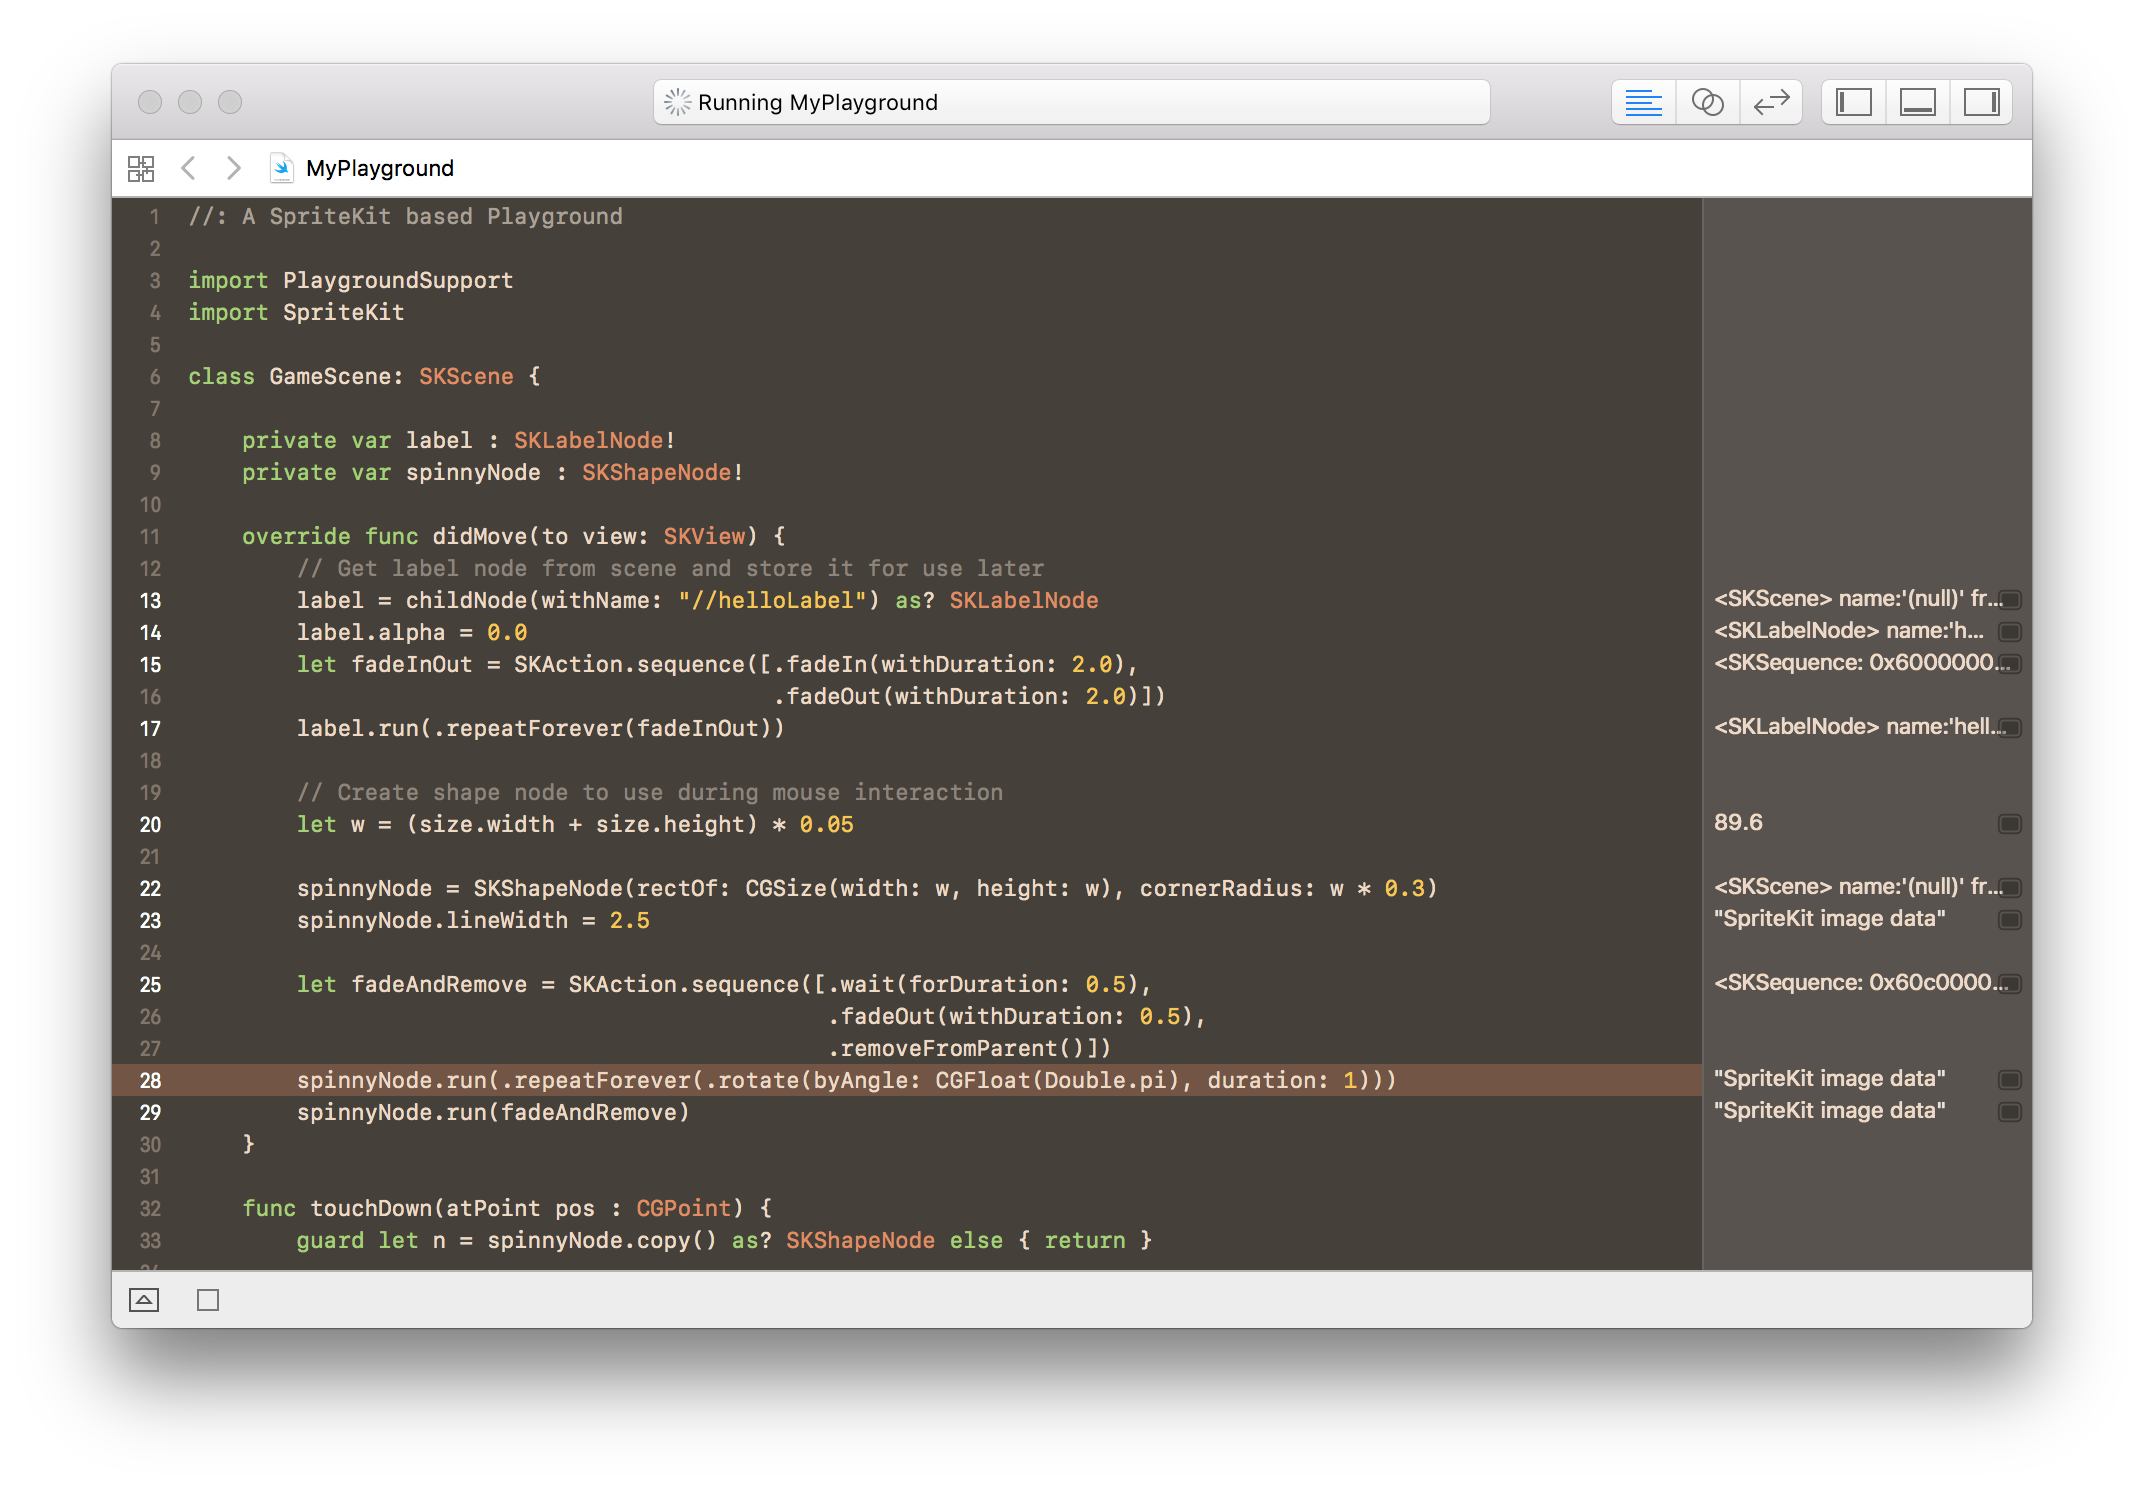 Running MyPlayground
MyPlayground
1 //: A SpriteKit based Playground
2
3 import PlaygroundSupport
4 import SpriteKit
5
6 class GameScene: SKScene {
7
8 private var label : SKLabelNode!
9 private var spinnyNode : SKShapeNode!
10
11 override func didMove(to view: SKView) {
12 // Get label node from scene and store it for use later
13 label = childNode(withName: "//helloLabel") as? SKLabelNode <SKScene> name:'(null)' fr...
14 label.alpha = 0.0 <SKLabelNode> name:'h...
15 let fadeInOut = SKAction.sequence([.fadeIn(withDuration: 2.0), <SKSequence: 0x6000000...
16 .fadeOut(withDuration: 2.0)])
17 label.run(.repeatForever(fadeInOut)) <SKLabelNode> name:'hell...
18
19 // Create shape node to use during mouse interaction
20 let w = (size.width + size.height) * 0.05 89.6
21
22 spinnyNode = SKShapeNode(rectOf: CGSize(width: w, height: w), cornerRadius: w * 0.3) <SKScene> name:'(null)' fr...
23 spinnyNode.lineWidth = 2.5 "SpriteKit image data"
24
25 let fadeAndRemove = SKAction.sequence([.wait(forDuration: 0.5), <SKSequence: 0x60c0000...
26 .fadeOut(withDuration: 0.5),
27 .removeFromParent()])
28 spinnyNode.run(.repeatForever(.rotate(byAngle: CGFloat(Double.pi), duration: 1))) "SpriteKit image data"
29 spinnyNode.run(fadeAndRemove) "SpriteKit image data"
30 }
31
32 func touchDown(atPoint pos : CGPoint) {
33 guard let n = spinnyNode.copy() as? SKShapeNode else { return }